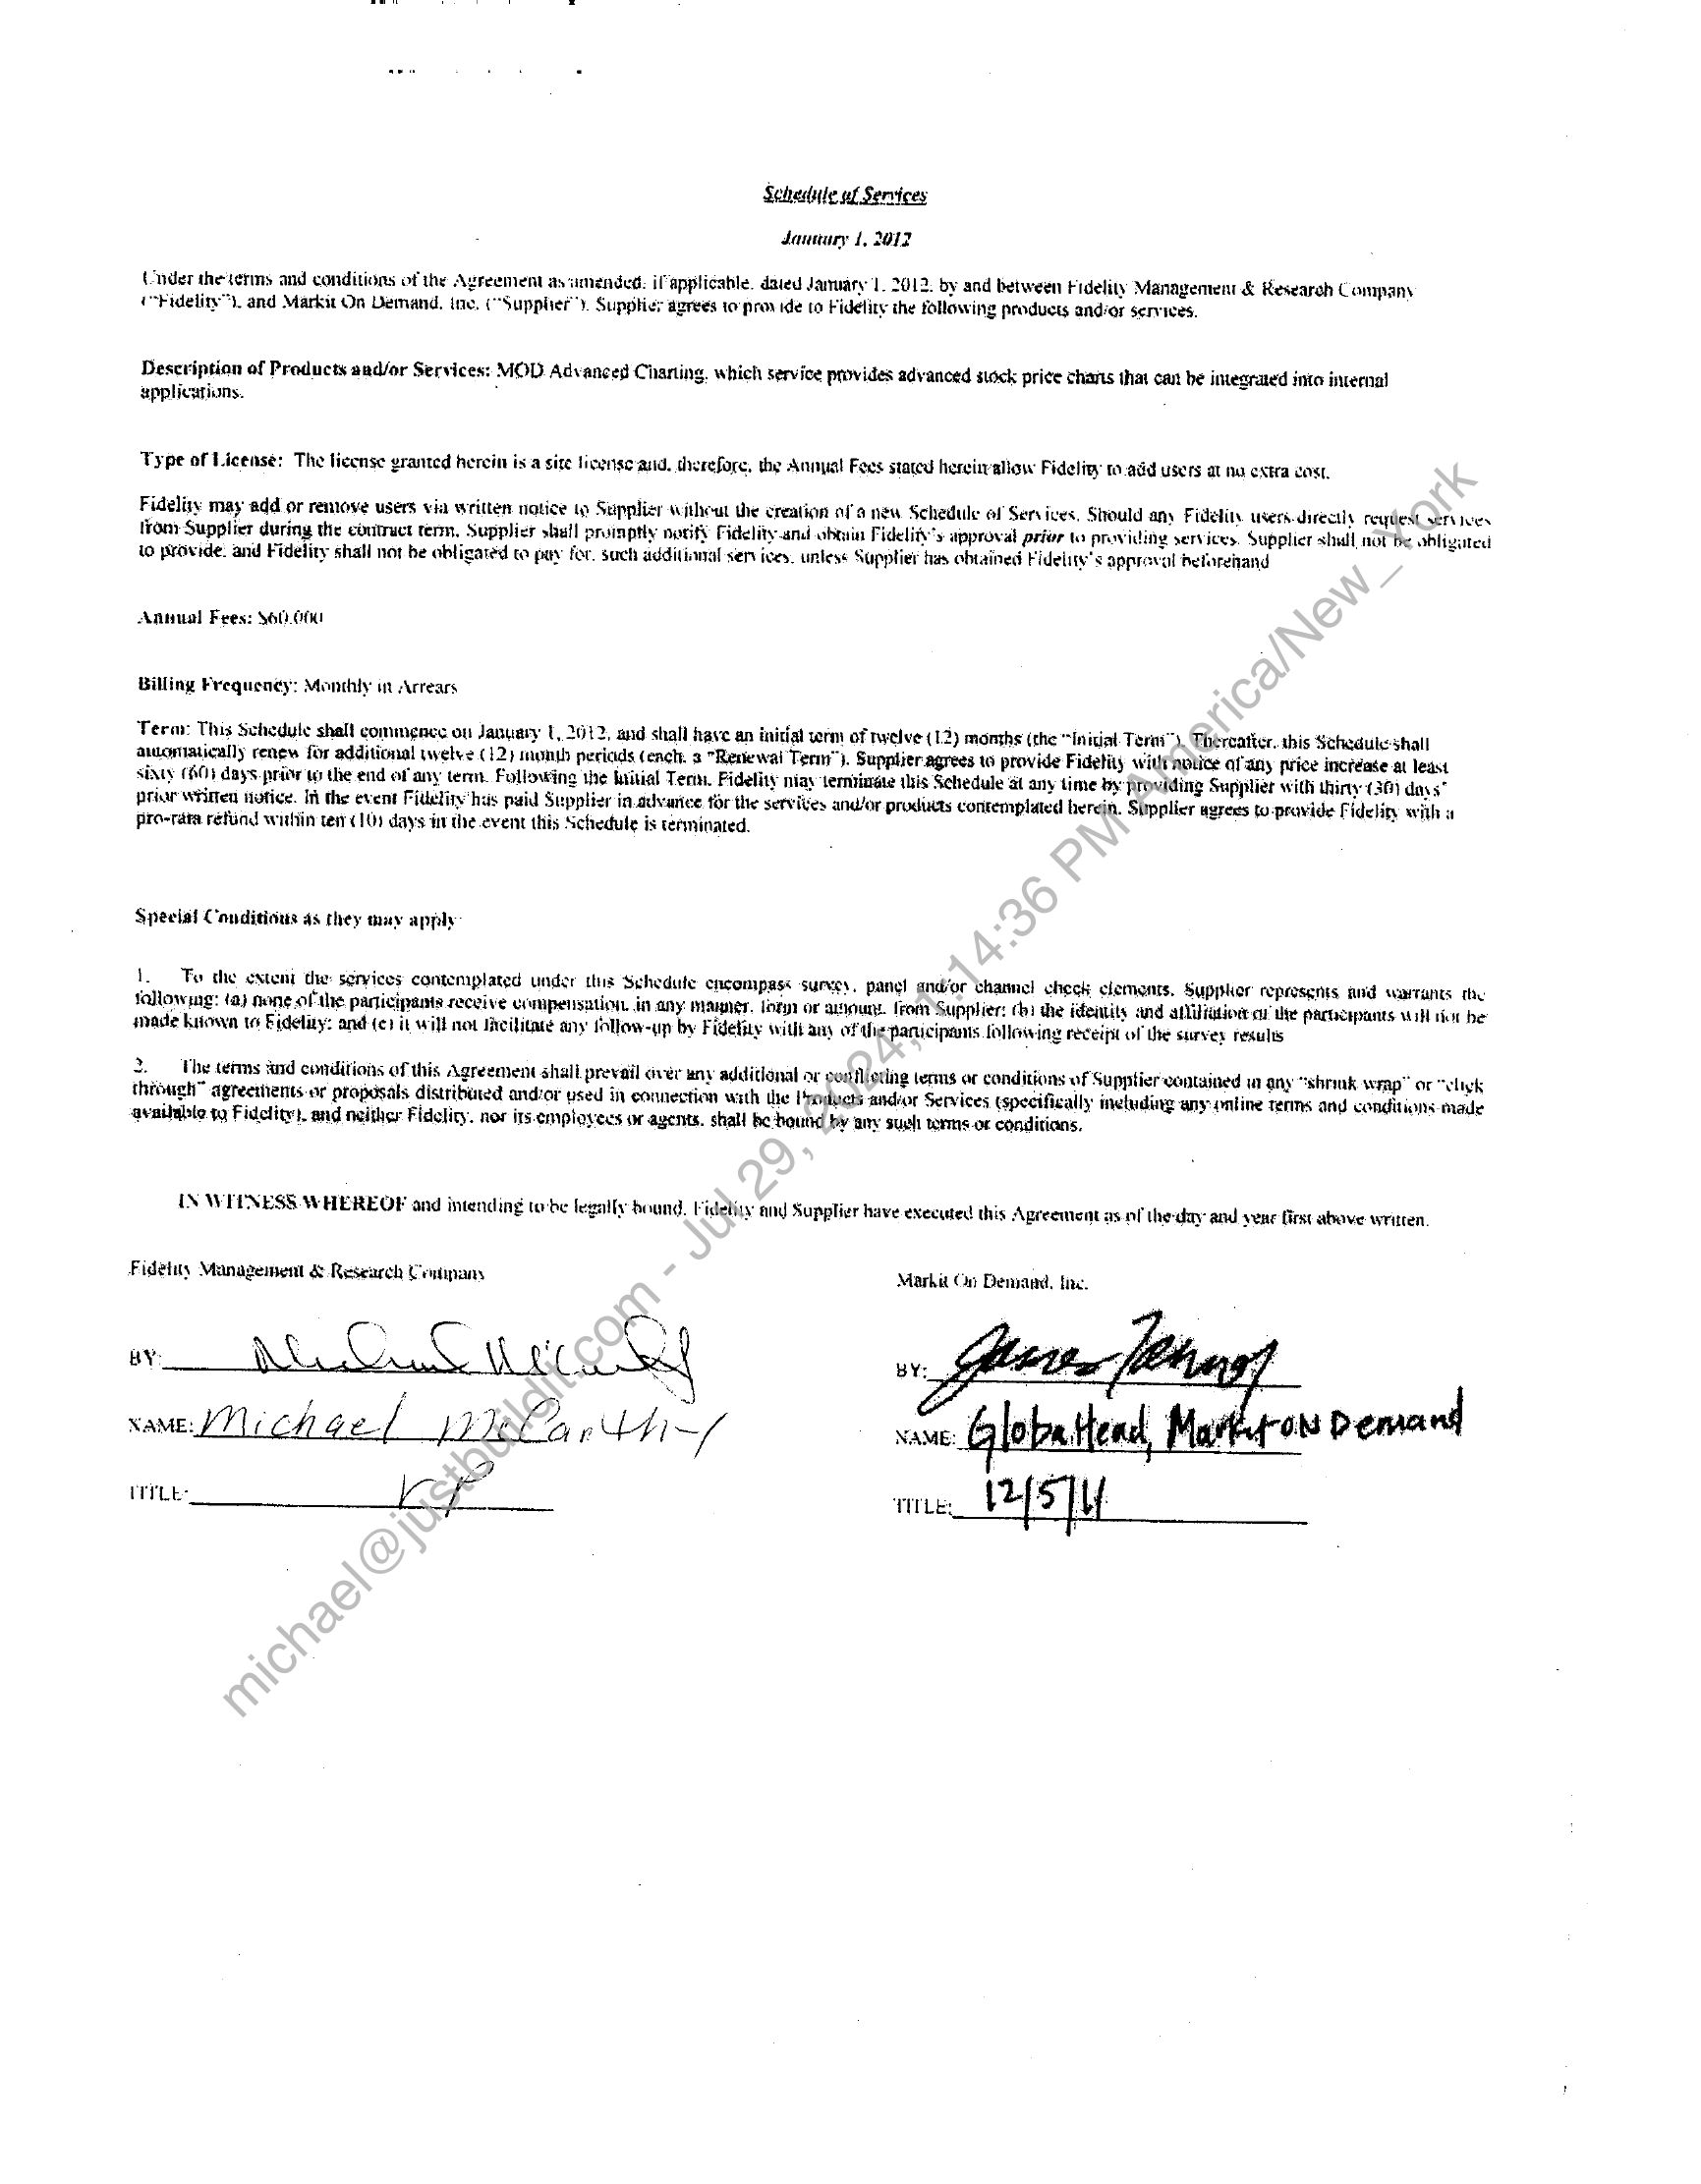 Schedule of Services
January 1, 2012
Under the terms and conditions of the Agreement as amended, if applicable, dated January 1, 2012, by and between Fidelity Management & Research Company
("Fidelity"), and Markit On Demand, Inc. ("Supplier"), Supplier agrees to provide to Fidelity the following products and/or services.
Description of Products and/or Services: MOD Advanced Charting, which service provides advanced stock price charts that can be integrated into internal
applications.
Type of License: The license granted herein is a site license and, therefore, the Annual Fees stated herein allow Fidelity to add users at no extra cost.
Fidelity may add or remove users via written notice to Supplier without the creation of a new Schedule of Services. Should any Fidelity users directly request services
from Supplier during the contract term, Supplier shall promptly notify Fidelity and obtain Fidelity's approval prior to providing services. Supplier shall not be obligated
to provide, and Fidelity shall not be obligated to pay for, such additional services, unless Supplier has obtained Fidelity's approval beforehand
Annual Fees: $60,000
Billing Frequency: Monthly in Arrears
Term: This Schedule shall commence on January 1, 2012, and shall have an initial term of twelve (12) months (the "Initial Term"). Thereafter, this Schedule shall
automatically renew for additional twelve (12) month periods (each, a "Renewal Term"). Supplier agrees to provide Fidelity with notice of any price increase at least
sixty (60) days prior to the end of any term. Following the Initial Term, Fidelity may terminate this Schedule at any time by providing Supplier with thirty (30) days'
prior written notice. In the event Fidelity has paid Supplier in advance for the services and/or products contemplated herein, Supplier agrees to provide Fidelity with a
pro-rata refund within ten (10) days in the event this Schedule is terminated.
Special Conditions as they may apply
1. To the extent the services contemplated under this Schedule encompass survey, panel and/or channel check elements, Supplier represents and warrants the
following: (a) none of the participants receive compensation, in any manner, form or amount, from Supplier; (b) the identity and affiliation of the participants will not be
made known to Fidelity; and (c) it will not facilitate any follow-up by Fidelity with any of the participants following receipt of the survey results
2. The terms and conditions of this Agreement shall prevail over any additional or conflicting terms or conditions of Supplier contained in any "shrink wrap" or "click
through" agreements or proposals distributed and/or used in connection with the Products and/or Services (specifically including any online terms and conditions made
available to Fidelity), and neither Fidelity, nor its employees or agents, shall be bound by any such terms or conditions.
IN WITNESS WHEREOF and intending to be legally bound, Fidelity and Supplier have executed this Agreement as of the day and year first above written.
Fidelity Management & Research Company
Markit On Demand, Inc.
BY:
BY:
NAME: Michael McCarthy
NAME: Global Head, Markit ON Demand
TITLE: VP
TITLE: 12/5/11
michael@justbuildit.com - Jul 29, 2024, 1:14:36 PM America/New_York